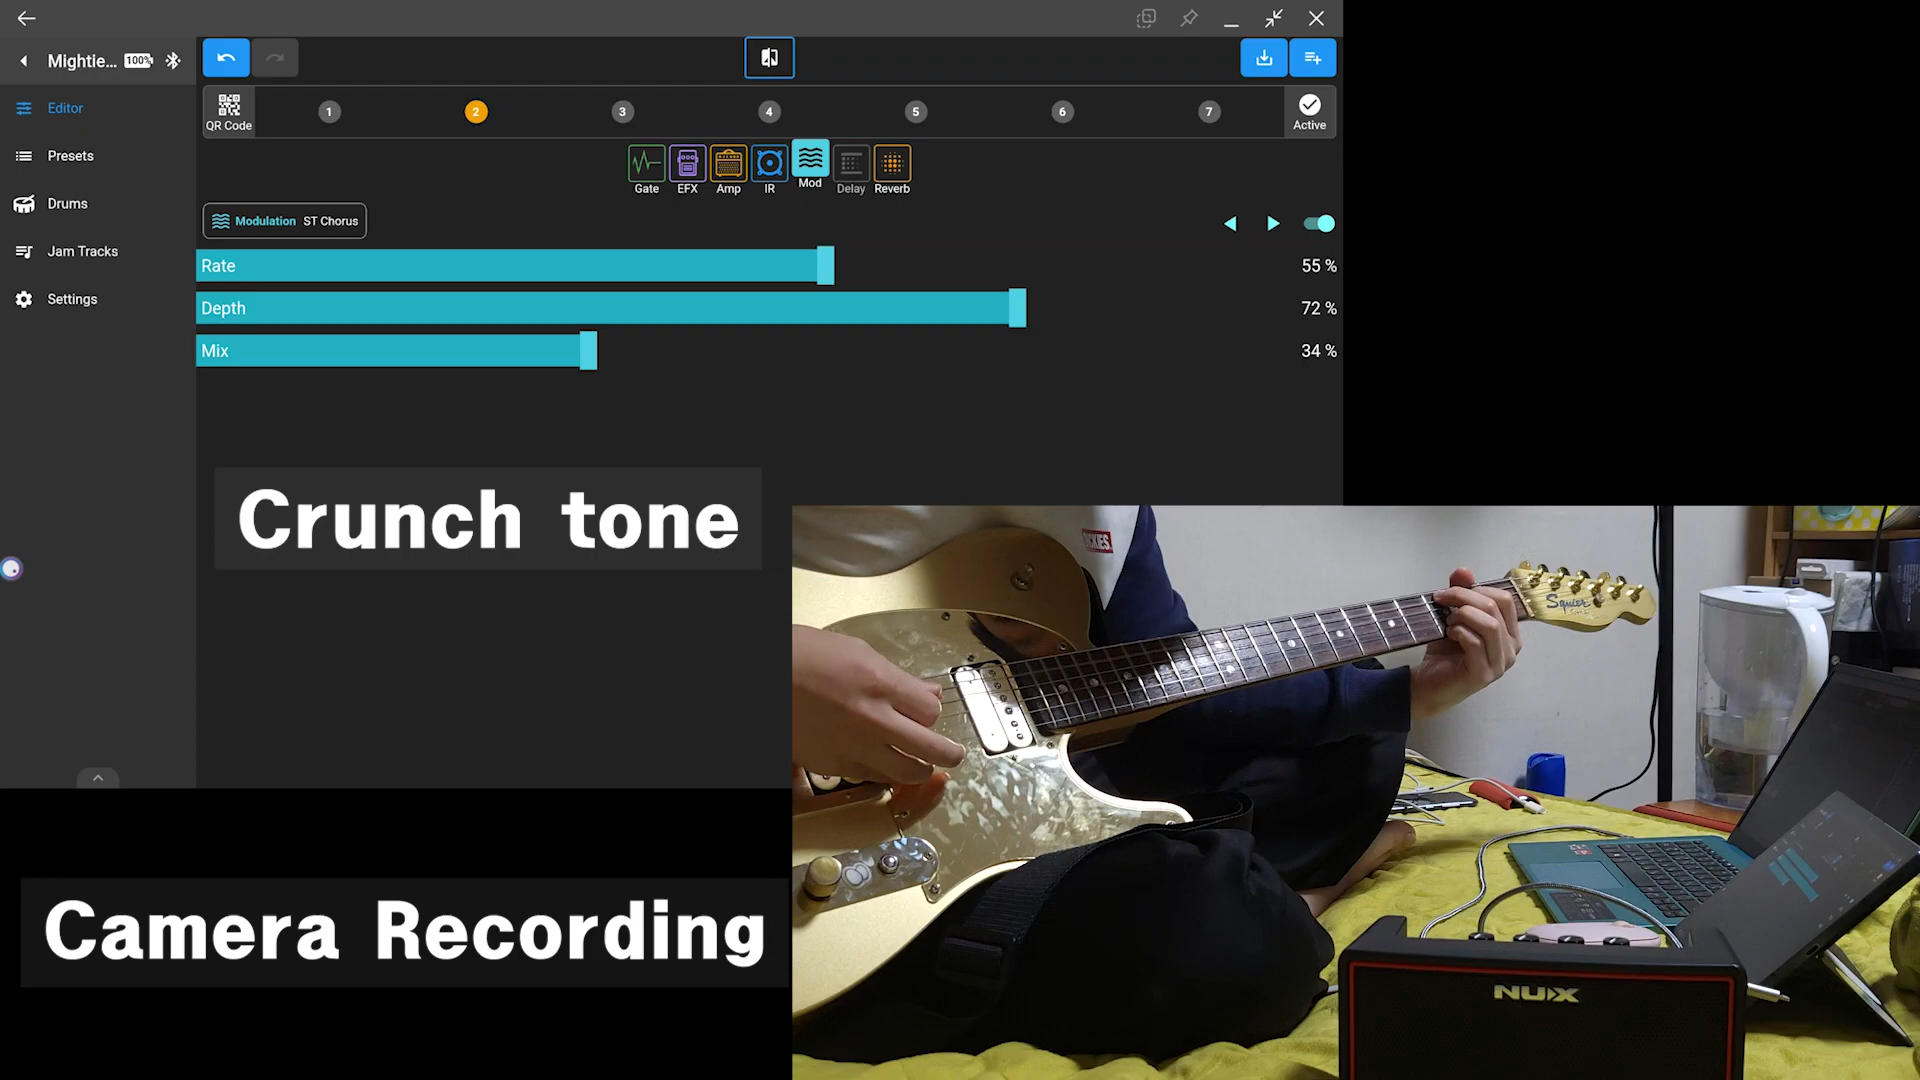 Mightie... 100%
Editor
Presets
Drums
Jam Tracks
Settings
QR Code
1
2
3
4
5
6
7
Active
Gate
EFX
Amp
IR
Mod
Delay
Reverb
Modulation ST Chorus
Rate 55 %
Depth 72 %
Mix 34 %
Crunch tone
Camera Recording
DICKIES
Squier
NUX